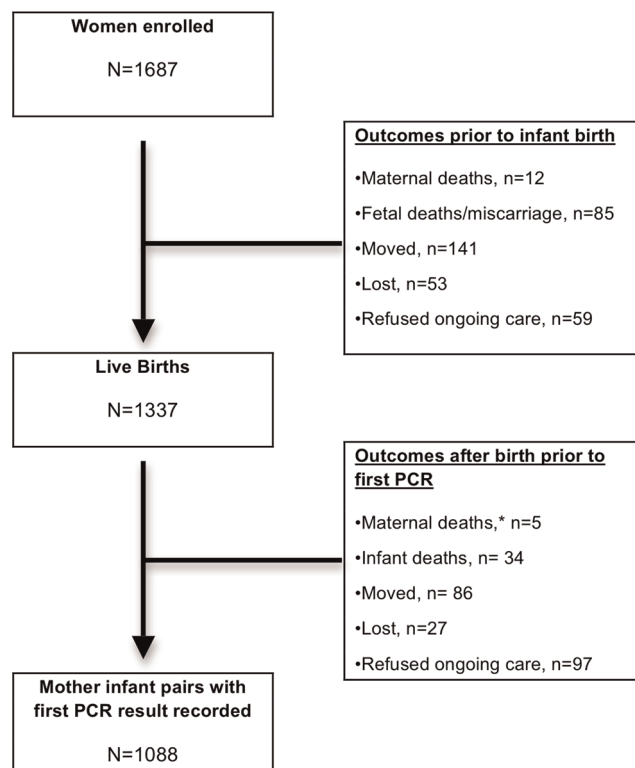 Women enrolled
N=1687
Outcomes prior to infant birth
•Maternal deaths, n=12
•Fetal deaths/miscarriage, n=85
•Moved, n=141
•Lost, n=53
•Refused ongoing care, n=59
Live Births
N=1337
Outcomes after birth prior to
first PCR
•Maternal deaths,* n=5
•Infant deaths, n= 34
•Moved, n= 86
•Lost, n=27
•Refused ongoing care, n=97
Mother infant pairs with
first PCR result recorded
N=1088